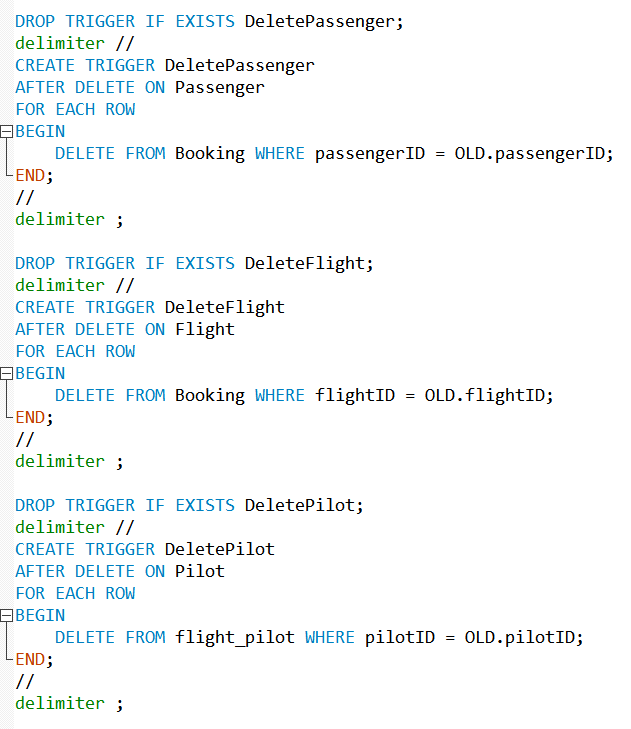 DROP TRIGGER IF EXISTS DeletePassenger;
delimiter //
CREATE TRIGGER DeletePassenger
AFTER DELETE ON Passenger
FOR EACH ROW
BEGIN
    DELETE FROM Booking WHERE passengerID = OLD.passengerID;
END;
//
delimiter ;

DROP TRIGGER IF EXISTS DeleteFlight;
delimiter //
CREATE TRIGGER DeleteFlight
AFTER DELETE ON Flight
FOR EACH ROW
BEGIN
    DELETE FROM Booking WHERE flightID = OLD.flightID;
END;
//
delimiter ;

DROP TRIGGER IF EXISTS DeletePilot;
delimiter //
CREATE TRIGGER DeletePilot
AFTER DELETE ON Pilot
FOR EACH ROW
BEGIN
    DELETE FROM flight_pilot WHERE pilotID = OLD.pilotID;
END;
//
delimiter ;